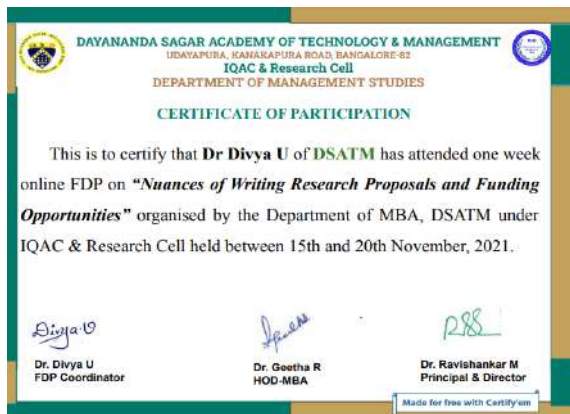 DAYANANDA SAGAR ACADEMY OF TECHNOLOGY & MANAGEMENT
UDAYAPURA, KANAKAPURA ROAD, BANGALORE-82
IQAC & Research Cell
DEPARTMENT OF MANAGEMENT STUDIES
CERTIFICATE OF PARTICIPATION
This is to certify that Dr Divya U of DSATM has attended one week
online FDP on “Nuances of Writing Research Proposals and Funding
Opportunities” organised by the Department of MBA, DSATM under
IQAC & Research Cell held between 15th and 20th November, 2021.
Divya.U
Dr. Divya U
FDP Coordinator
Dr. Geetha R
HOD-MBA
Dr. Ravishankar M
Principal & Director
Made for free with Certify'em